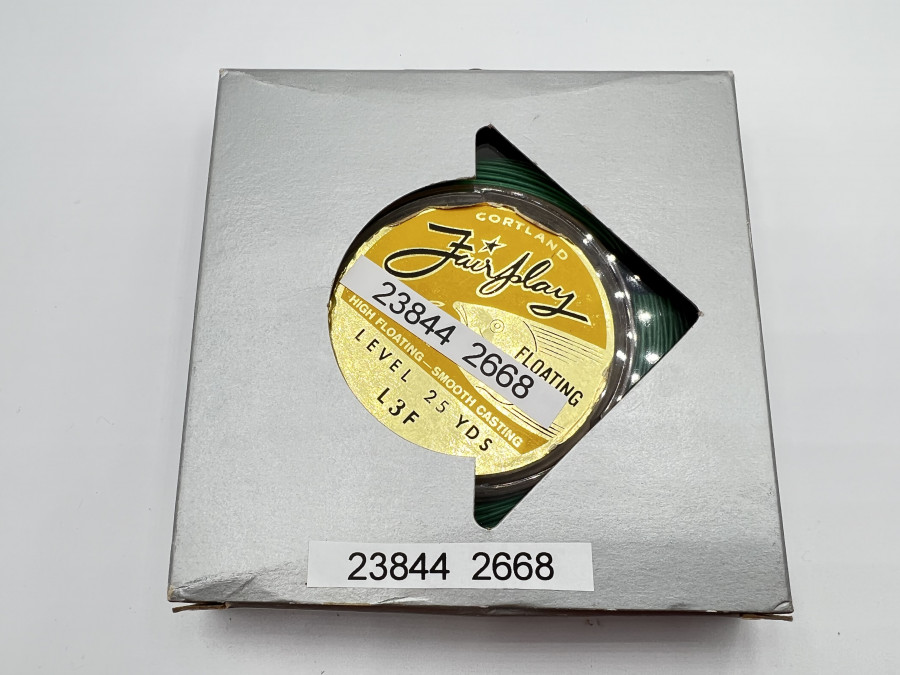 CORTLAND
Fairplay
23844 2668
FLOATING
HIGH FLOATING—SMOOTH CASTING
LEVEL 25 YDS
L3F
23844 2668